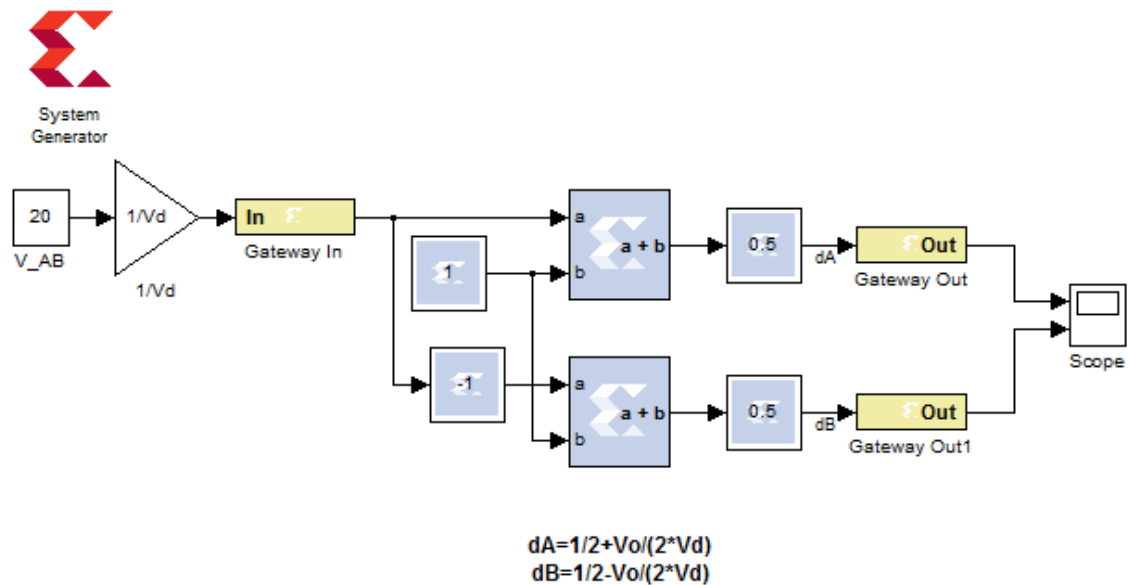 System
Generator
20
V_AB
1/Vd
1/Vd
In
Gateway In
1
-1
a
b
a + b
a
b
a + b
0.5
dA
Out
Gateway Out
0.5
dB
Out
Gateway Out1
Scope
dA=1/2+Vo/(2*Vd)
dB=1/2-Vo/(2*Vd)